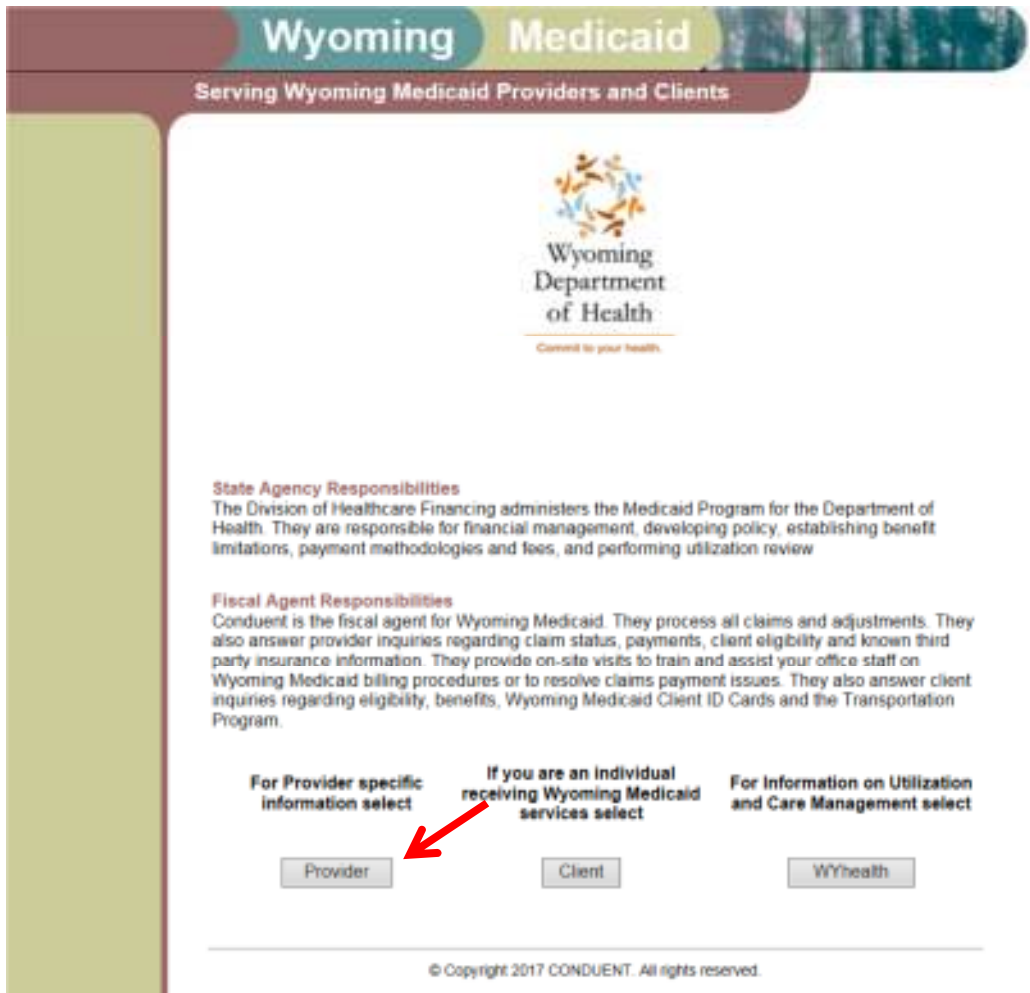 Wyoming Medicaid
Serving Wyoming Medicaid Providers and Clients
Wyoming
Department
of Health
Commit to your health.
State Agency Responsibilities
The Division of Healthcare Financing administers the Medicaid Program for the Department of
Health. They are responsible for financial management, developing policy, establishing benefit
limitations, payment methodologies and fees, and performing utilization review
Fiscal Agent Responsibilities
Conduent is the fiscal agent for Wyoming Medicaid. They process all claims and adjustments. They
also answer provider inquiries regarding claim status, payments, client eligibility and known third
party insurance information. They provide on-site visits to train and assist your office staff on
Wyoming Medicaid billing procedures or to resolve claims payment issues. They also answer client
inquiries regarding eligibility, benefits, Wyoming Medicaid Client ID Cards and the Transportation
Program.
For Provider specific
information select
If you are an individual
receiving Wyoming Medicaid
services select
For Information on Utilization
and Care Management select
Provider
Client
WYhealth
© Copyright 2017 CONDUENT. All rights reserved.